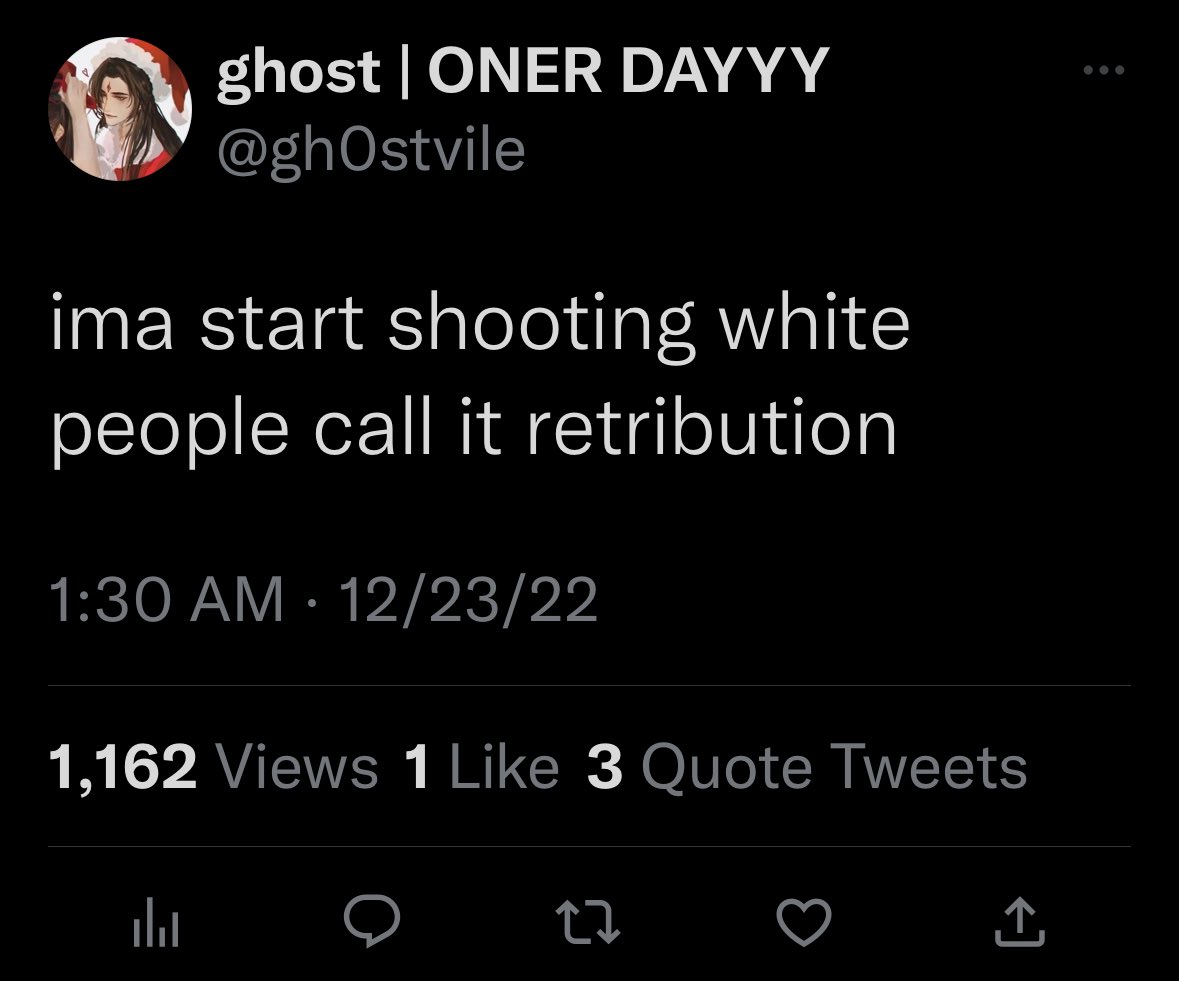 ghost | ONER DAYYY
@gh0stvile
ima start shooting white
people call it retribution
1:30 AM · 12/23/22
1,162 Views 1 Like 3 Quote Tweets